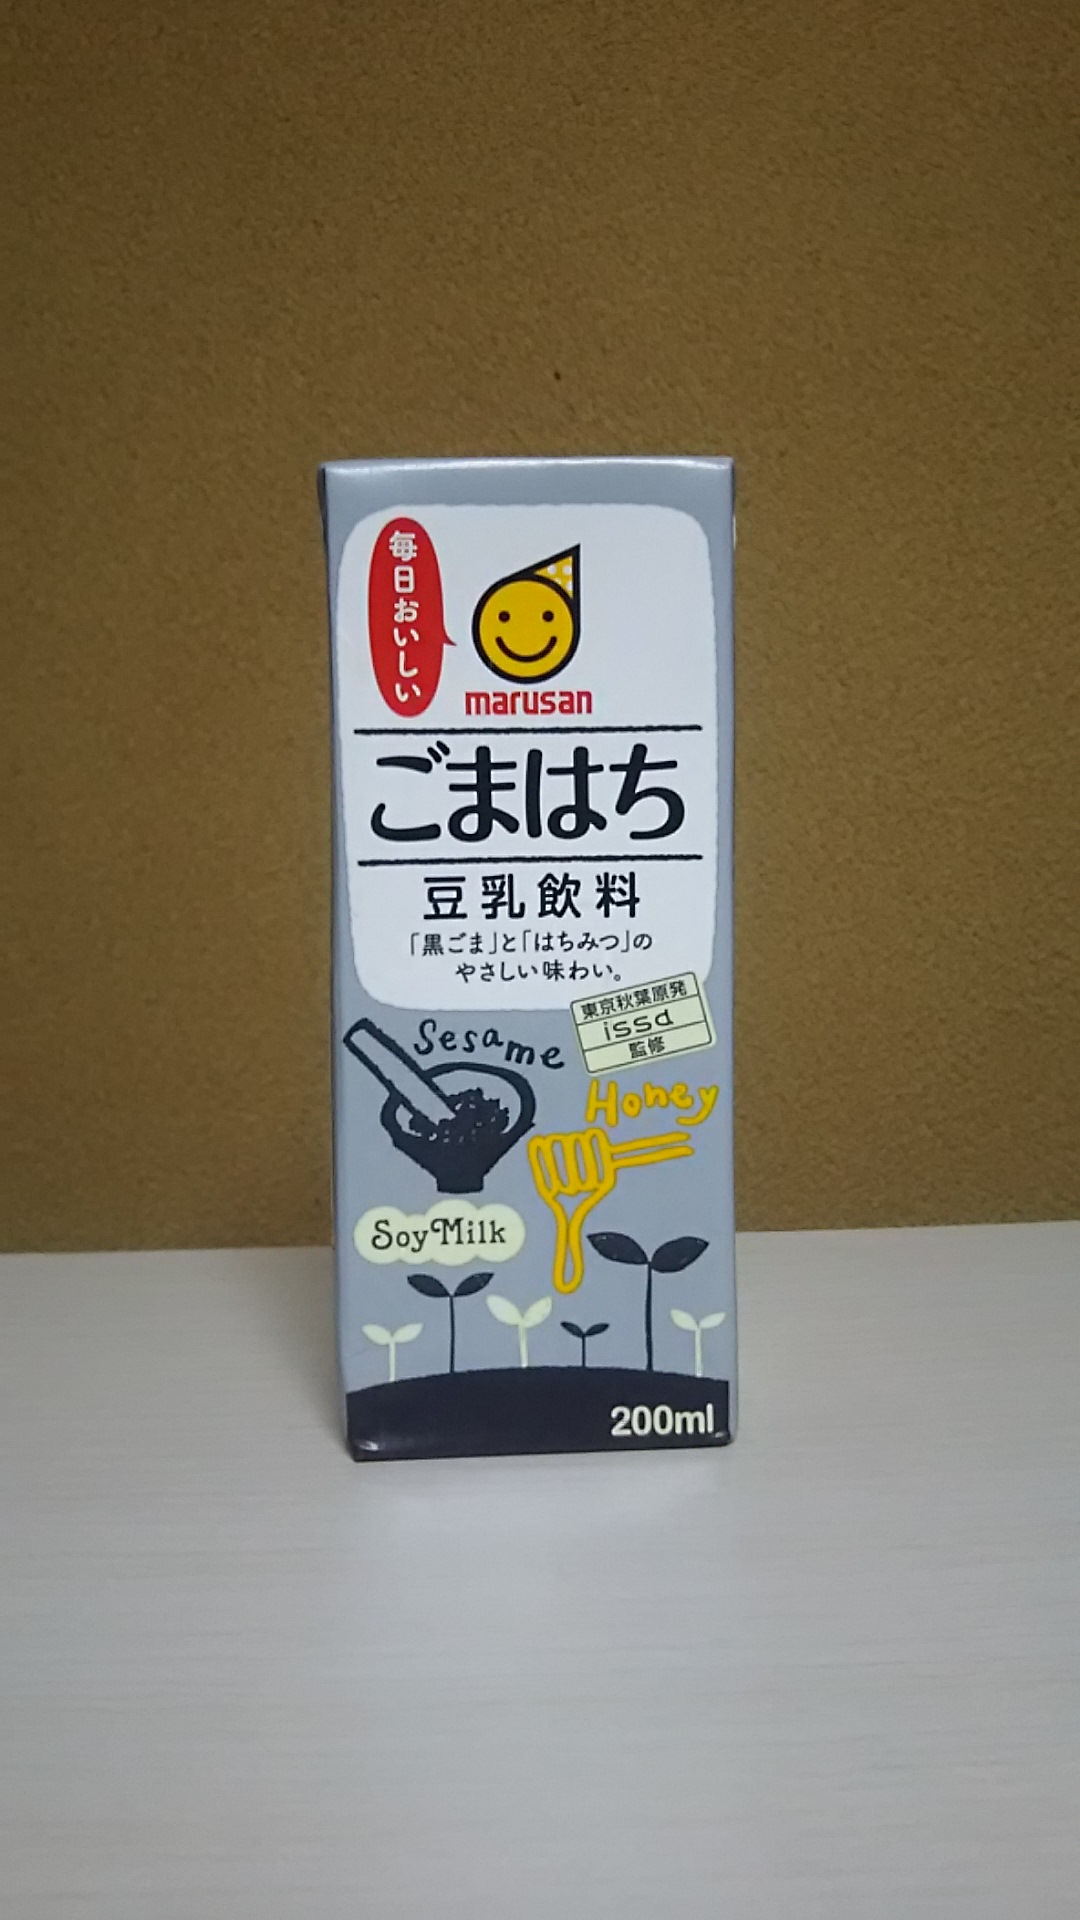 毎日おいしい
marusan
ごまはち
豆乳飲料
「黒ごま」と「はちみつ」の
やさしい味わい。
東京秋葉原発
issa
監修
Sesame
Honey
Soy Milk
200ml